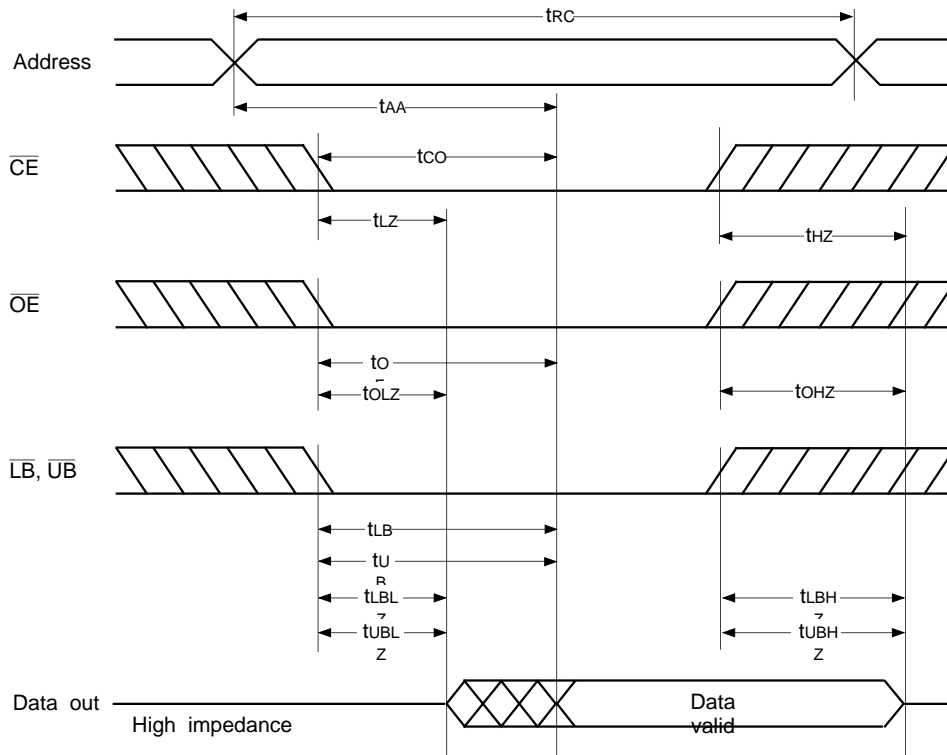 tRC
Address
tAA
CE
tCO
tLZ
tHZ
OE
tO
tOLZ
tOHZ
LB, UB
tLB
tU
B
tLBL
Z
tLBH
Z
tUBL
Z
tUBH
Z
Data out
High impedance
Data
valid